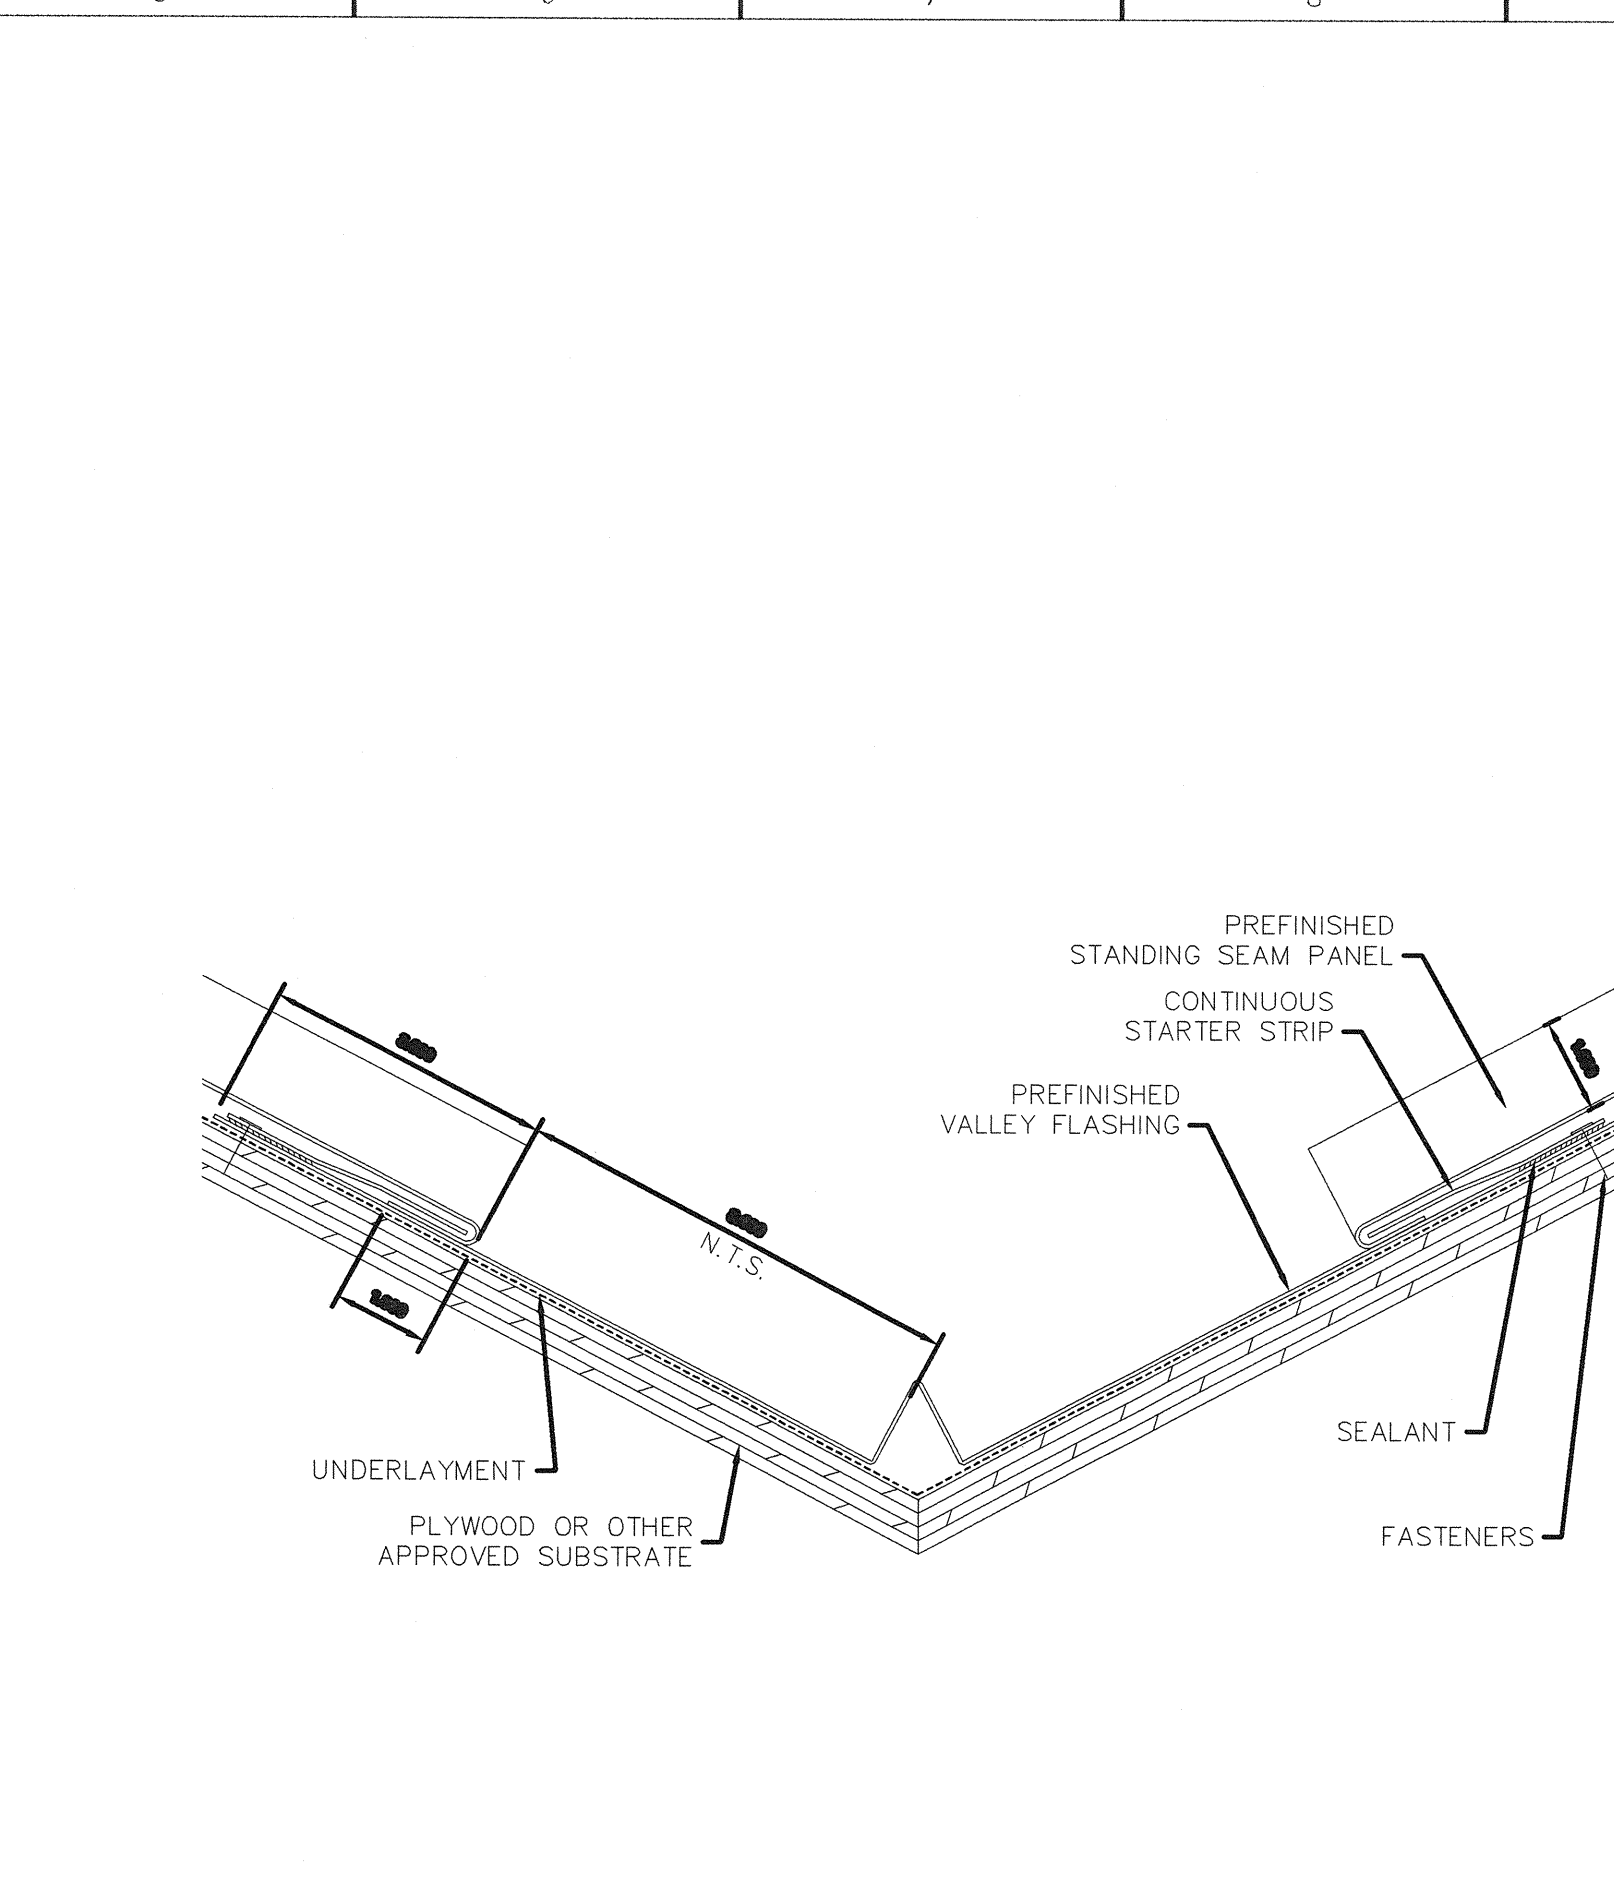 PREFINISHED
STANDING SEAM PANEL
CONTINUOUS
STARTER STRIP
PREFINISHED
VALLEY FLASHING
N.T.S.
SEALANT
UNDERLAYMENT
PLYWOOD OR OTHER
APPROVED SUBSTRATE
FASTENERS